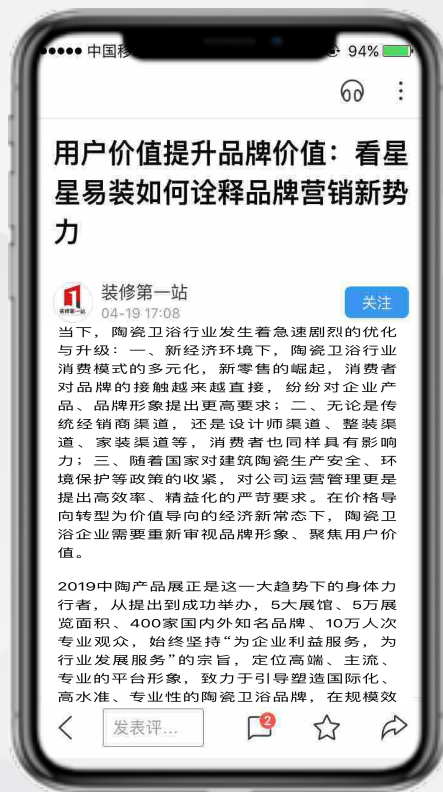 中国移
94%
用户价值提升品牌价值：看星
星易装如何诠释品牌营销新势
力
1
装修第一站
装修第一站
04-19 17:08
关注
当下，陶瓷卫浴行业发生着急速剧烈的优化
与升级：一、新经济环境下，陶瓷卫浴行业
消费模式的多元化，新零售的崛起，消费者
对品牌的接触越来越直接，纷纷对企业产
品、品牌形象提出更高要求；二、无论是传
统经销商渠道，还是设计师渠道、整装渠
道、家装渠道等，消费者也同样具有影响
力；三、随着国家对建筑陶瓷生产安全、环
境保护等政策的收紧，对公司运营管理更是
提出高效率、精益化的严苛要求。在价格导
向转型为价值导向的经济新常态下，陶瓷卫
浴企业需要重新审视品牌形象、聚焦用户价
值。
2019中陶产品展正是这一大趋势下的身体力
行者，从提出到成功举办，5大展馆、5万展
览面积、400家国内外知名品牌、10万人次
专业观众，始终坚持“为企业利益服务，为
行业发展服务”的宗旨，定位高端、主流、
专业的平台形象，致力于引导塑造国际化、
高水准、专业性的陶瓷卫浴品牌，在规模效
发表评...
2